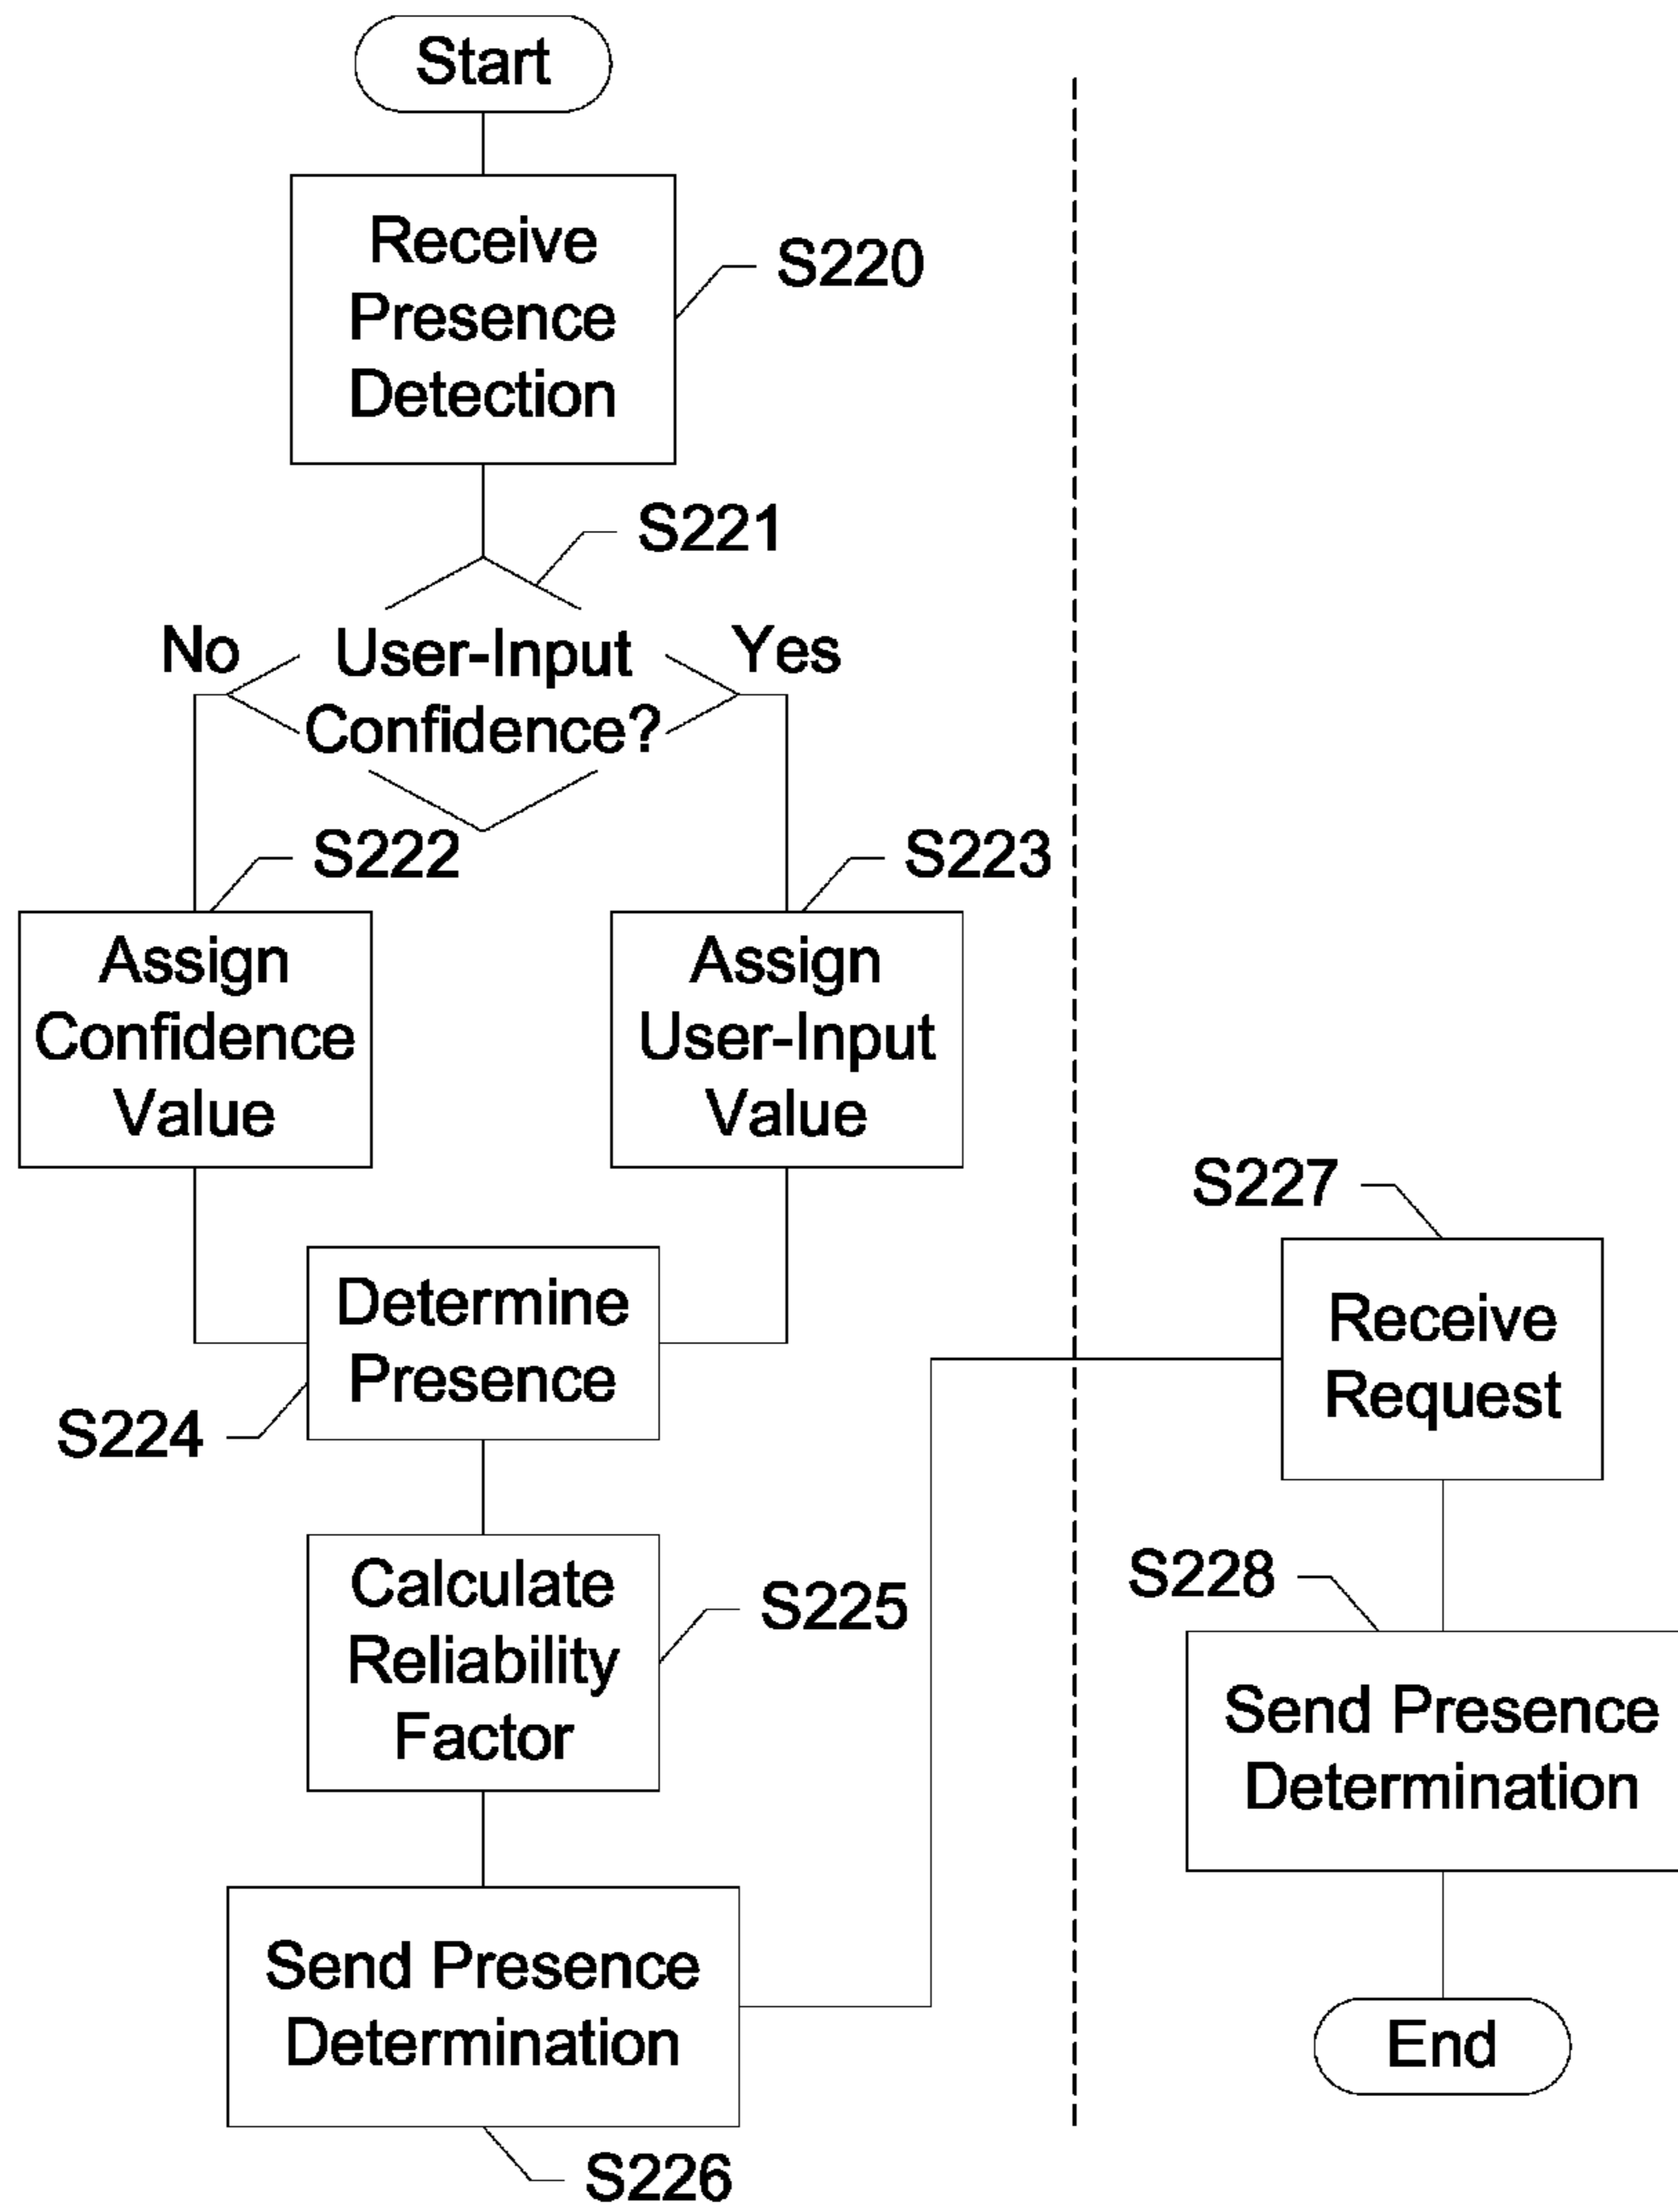 Start
Receive
Presence
Detection
S220
S221
No
User-Input
Confidence?
Yes
S222
S223
Assign
Confidence
Value
Assign
User-Input
Value
Determine
Presence
S224
Calculate
Reliability
Factor
S225
Send Presence
Determination
S226
S227
Receive
Request
S228
Send Presence
Determination
End